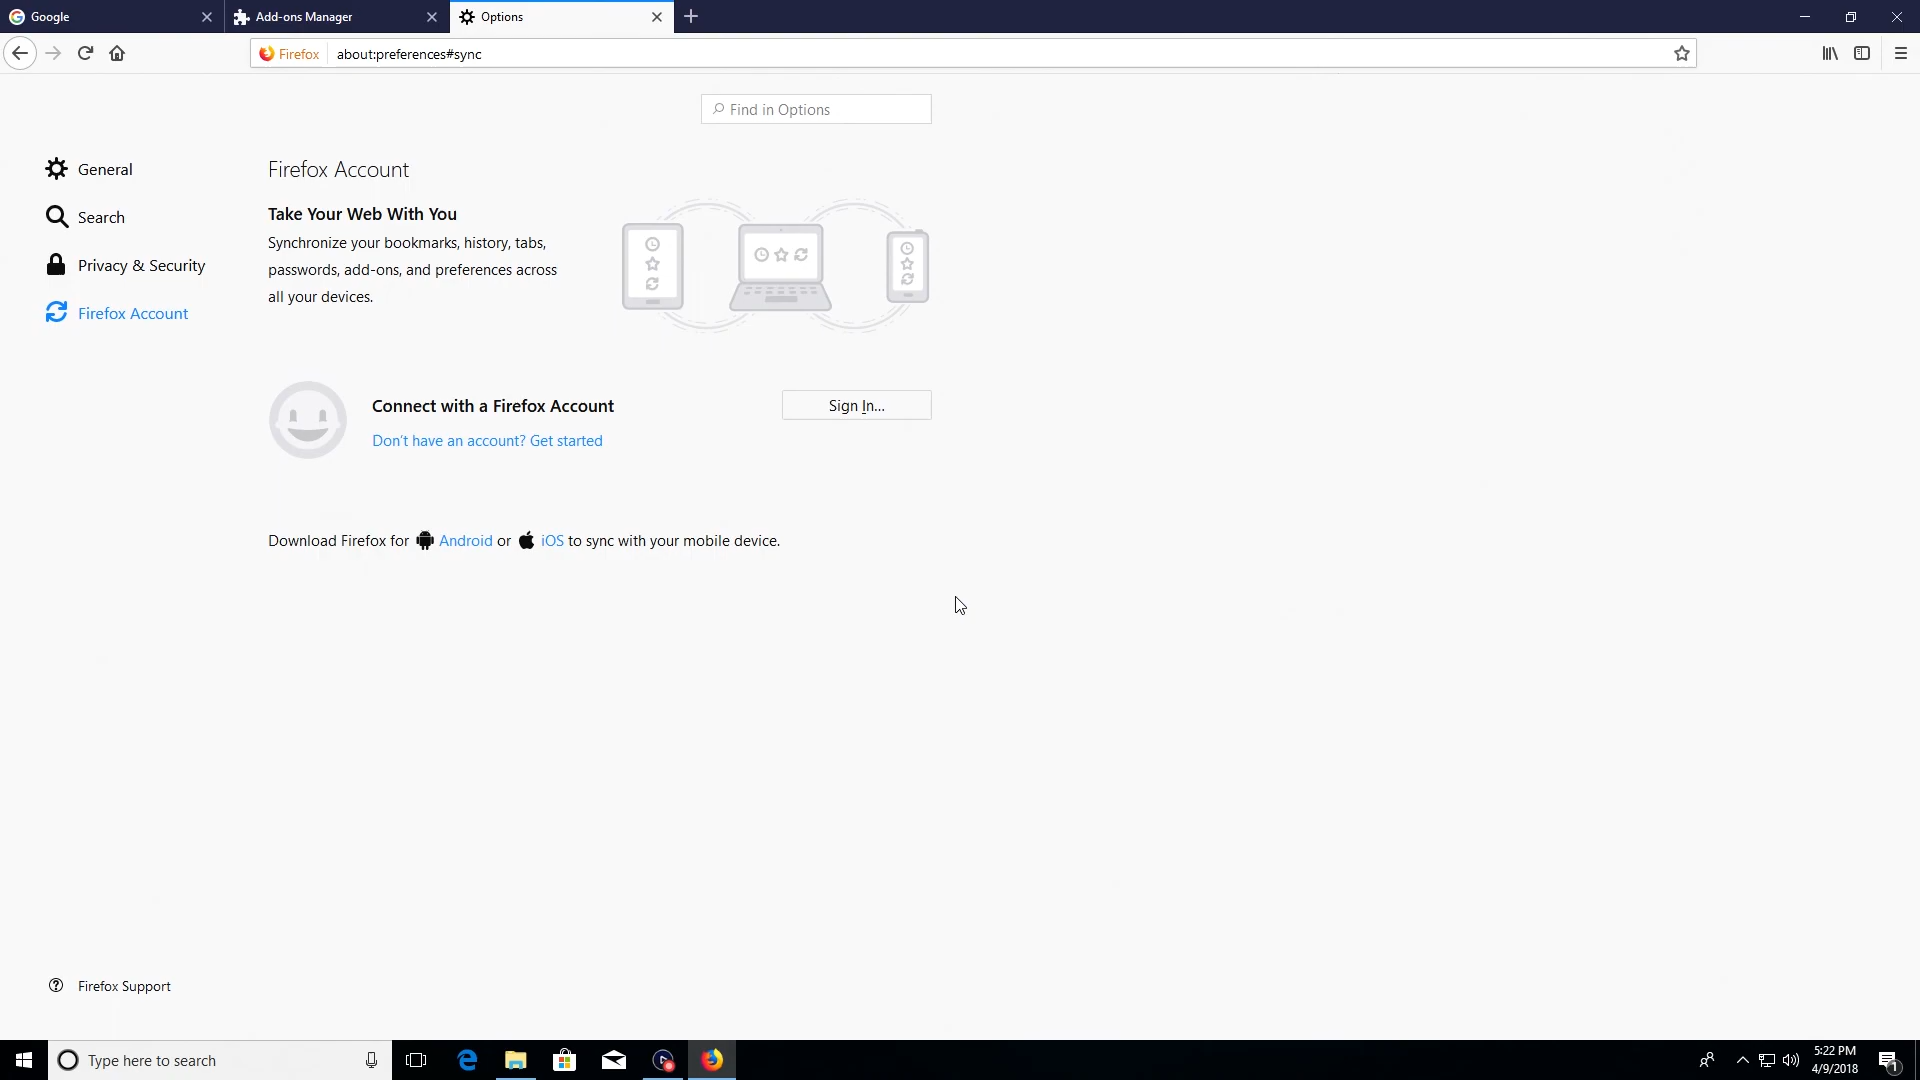 Google
Add-ons Manager
Options
Firefox
about:preferences#sync
Find in Options
General
Search
Privacy & Security
Firefox Account
Firefox Account
Take Your Web With You
Synchronize your bookmarks, history, tabs,
passwords, add-ons, and preferences across
all your devices.
Connect with a Firefox Account
Sign In...
Don't have an account? Get started
Download Firefox for Android or iOS to sync with your mobile device.
Firefox Support
Type here to search
5:22 PM
4/9/2018
1